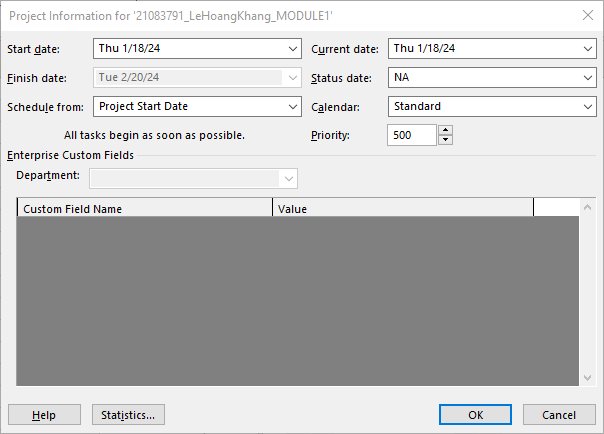 Project Information for '21083791_LeHoangKhang_MODULE1'
Start date: Thu 1/18/24 Current date: Thu 1/18/24
Finish date: Tue 2/20/24 Status date: NA
Schedule from: Project Start Date Calendar: Standard
All tasks begin as soon as possible. Priority: 500
Enterprise Custom Fields
Department:
Custom Field Name Value
Help Statistics... OK Cancel